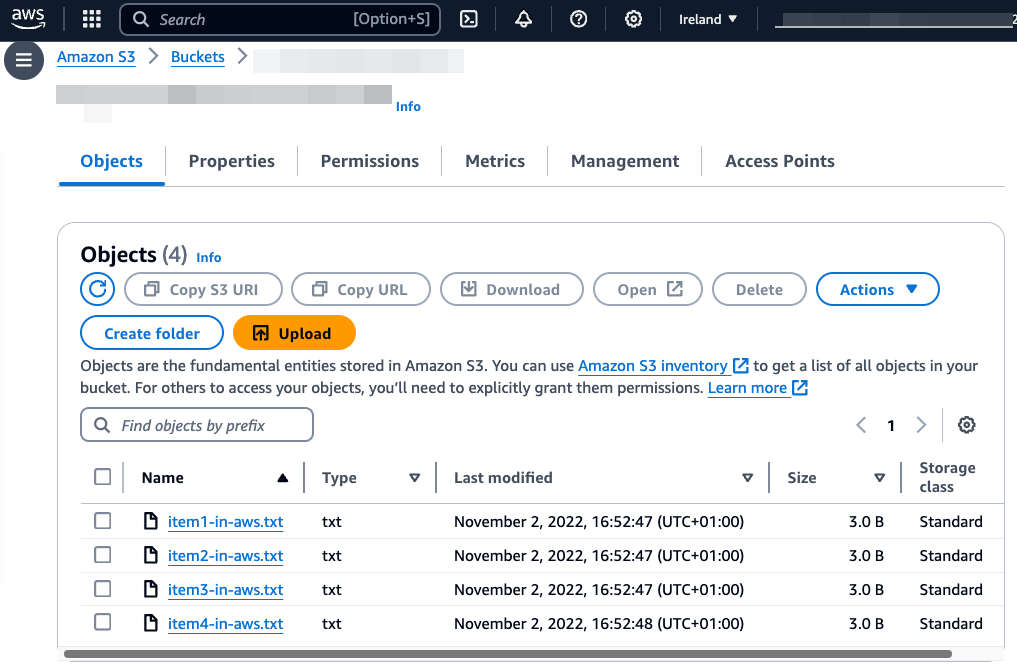 aws Search [Option+S] Ireland
Amazon S3 Buckets
Info
Objects Properties Permissions Metrics Management Access Points
Objects (4) Info
Copy S3 URI Copy URL Download Open Delete Actions
Create folder Upload
Objects are the fundamental entities stored in Amazon S3. You can use Amazon S3 inventory to get a list of all objects in your
bucket. For others to access your objects, you’ll need to explicitly grant them permissions. Learn more
Find objects by prefix 1
Name Type Last modified Size Storage
class
item1-in-aws.txt txt November 2, 2022, 16:52:47 (UTC+01:00) 3.0 B Standard
item2-in-aws.txt txt November 2, 2022, 16:52:47 (UTC+01:00) 3.0 B Standard
item3-in-aws.txt txt November 2, 2022, 16:52:47 (UTC+01:00) 3.0 B Standard
item4-in-aws.txt txt November 2, 2022, 16:52:48 (UTC+01:00) 3.0 B Standard